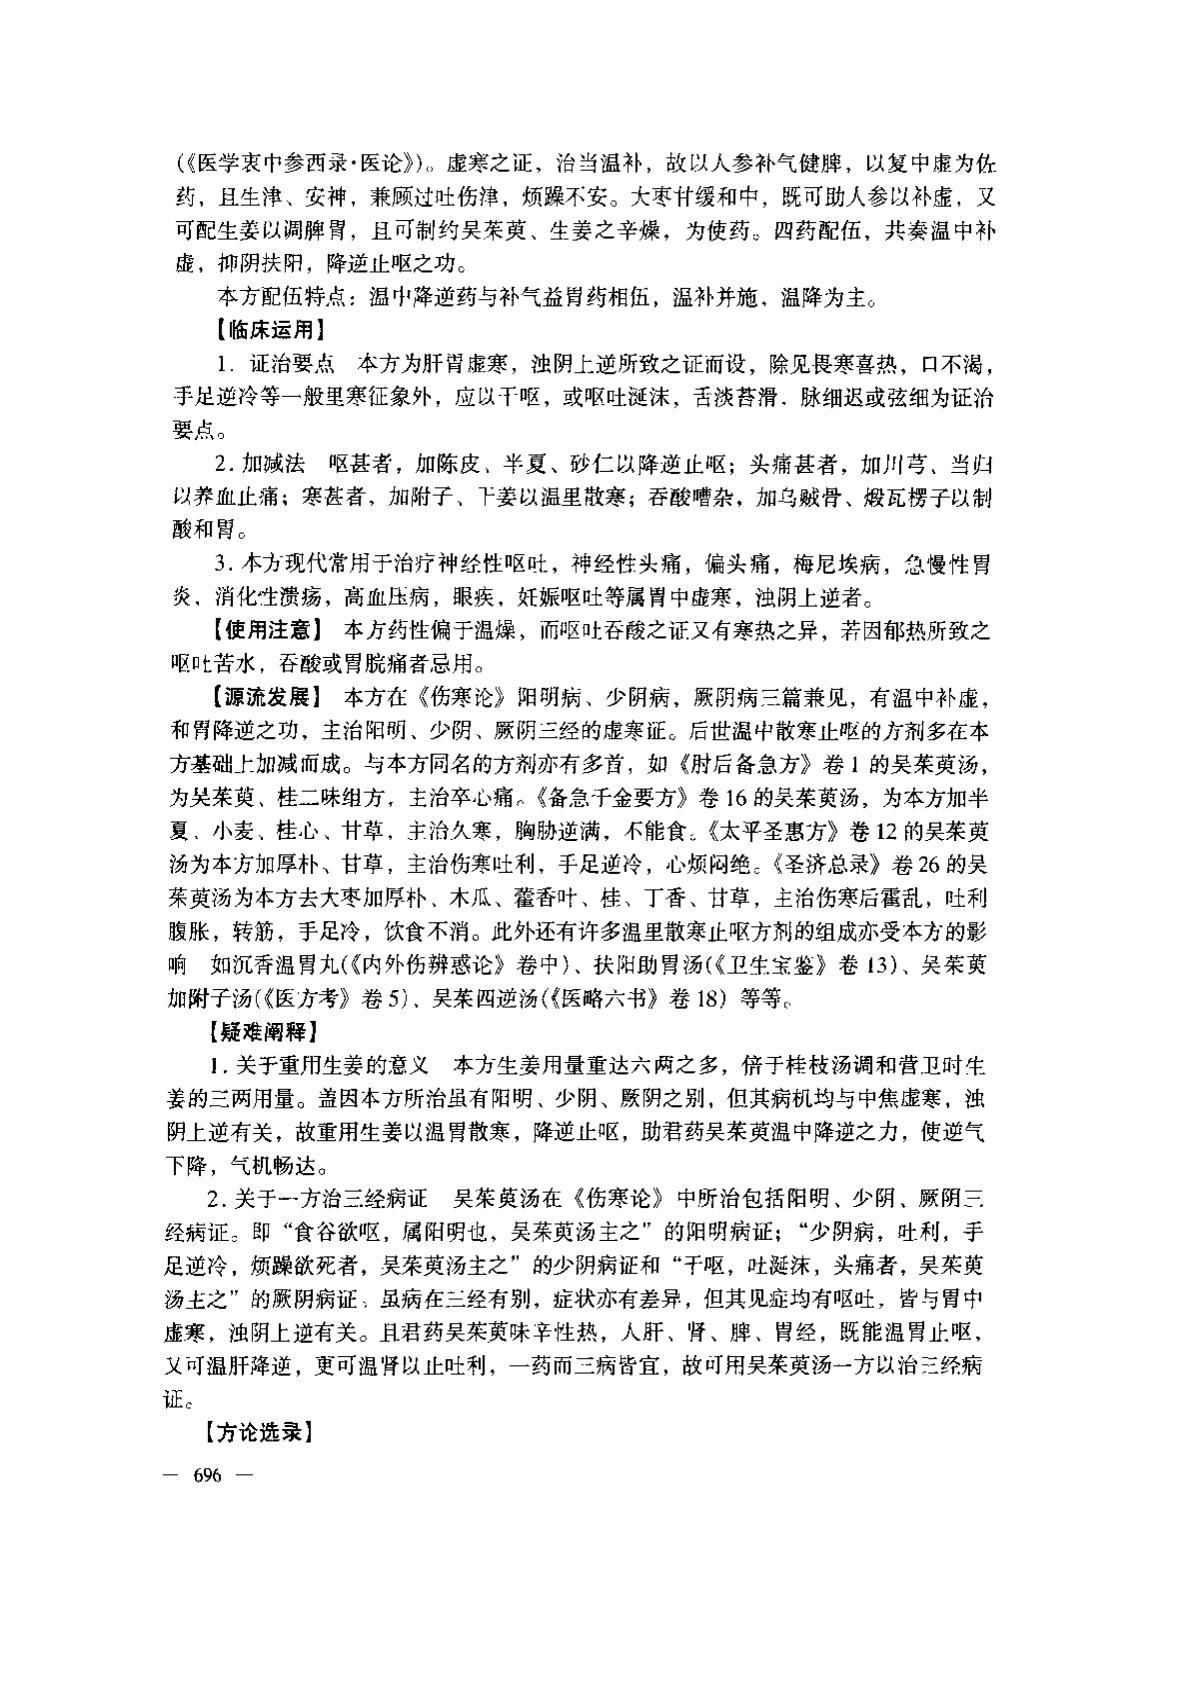 (《医学衷中参西录·医论》)。虚寒之证，治当温补，故以人参补气健脾，以复中虚为佐
药，且生津、安神，兼顾过吐伤津，烦躁不安。大枣甘缓和中，既可助人参以补虚，又
可配生姜以调脾胃，且可制约吴茱萸、生姜之辛燥，为使药。四药配伍，共奏温中补
虚，抑阴扶阳，降逆止呕之功。
本方配伍特点：温中降逆药与补气益胃药相伍，温补并施，温降为主。
【临床运用】
1. 证治要点　本方为肝胃虚寒，浊阴上逆所致之证而设，除见畏寒喜热，口不渴，
手足逆冷等一般里寒征象外，应以干呕，或呕吐涎沫，舌淡苔滑．脉细迟或弦细为证治
要点。
2. 加减法　呕甚者，加陈皮、半夏、砂仁以降逆止呕；头痛甚者，加川芎、当归
以养血止痛；寒甚者，加附子、干姜以温里散寒；吞酸嘈杂，加乌贼骨、煅瓦楞子以制
酸和胃。
3. 本方现代常用于治疗神经性呕吐，神经性头痛，偏头痛，梅尼埃病，急慢性胃
炎，消化性溃疡，高血压病，眼疾，妊娠呕吐等属胃中虚寒，浊阴上逆者。
【使用注意】 本方药性偏于温燥，而呕吐吞酸之证又有寒热之异，若因郁热所致之
呕吐苦水，吞酸或胃脘痛者忌用。
【源流发展】 本方在《伤寒论》阳明病、少阴病，厥阴病三篇兼见，有温中补虚，
和胃降逆之功，主治阳明、少阴、厥阴三经的虚寒证。后世温中散寒止呕的方剂多在本
方基础上加减而成。与本方同名的方剂亦有多首，如《肘后备急方》卷 1 的吴茱萸汤，
为吴茱萸、桂二味组方，主治卒心痛。《备急千金要方》卷 16 的吴茱萸汤，为本方加半
夏、小麦、桂心、甘草，主治久寒，胸胁逆满，不能食。《太平圣惠方》卷 12 的吴茱萸
汤为本方加厚朴、甘草，主治伤寒吐利，手足逆冷，心烦闷绝。《圣济总录》卷 26 的吴
茱萸汤为本方去大枣加厚朴、木瓜、藿香叶、桂、丁香、甘草，主治伤寒后霍乱，吐利
腹胀，转筋，手足冷，饮食不消。此外还有许多温里散寒止呕方剂的组成亦受本方的影
响　如沉香温胃丸(《内外伤辨惑论》卷中)、扶阳助胃汤(《卫生宝鉴》卷 13)、吴茱萸
加附子汤(《医方考》卷 5)、吴茱四逆汤(《医略六书》卷 18) 等等。
【疑难阐释】
1. 关于重用生姜的意义　本方生姜用量重达六两之多，倍于桂枝汤调和营卫时生
姜的三两用量。盖因本方所治虽有阳明、少阴、厥阴之别，但其病机均与中焦虚寒，浊
阴上逆有关，故重用生姜以温胃散寒，降逆止呕，助君药吴茱萸温中降逆之力，使逆气
下降，气机畅达。
2. 关于一方治三经病证　吴茱萸汤在《伤寒论》中所治包括阳明、少阴、厥阴三
经病证。即“食谷欲呕，属阳明也，吴茱萸汤主之”的阳明病证；“少阴病，吐利，手
足逆冷，烦躁欲死者，吴茱萸汤主之”的少阴病证和“干呕，吐涎沫，头痛者，吴茱萸
汤主之”的厥阴病证。虽病在三经有别，症状亦有差异，但其见症均有呕吐，皆与胃中
虚寒，浊阴上逆有关。且君药吴茱萸味辛性热，入肝、肾、脾、胃经，既能温胃止呕，
又可温肝降逆，更可温肾以止吐利，一药而三病皆宜，故可用吴茱萸汤一方以治三经病
证。
【方论选录】
— 696 —